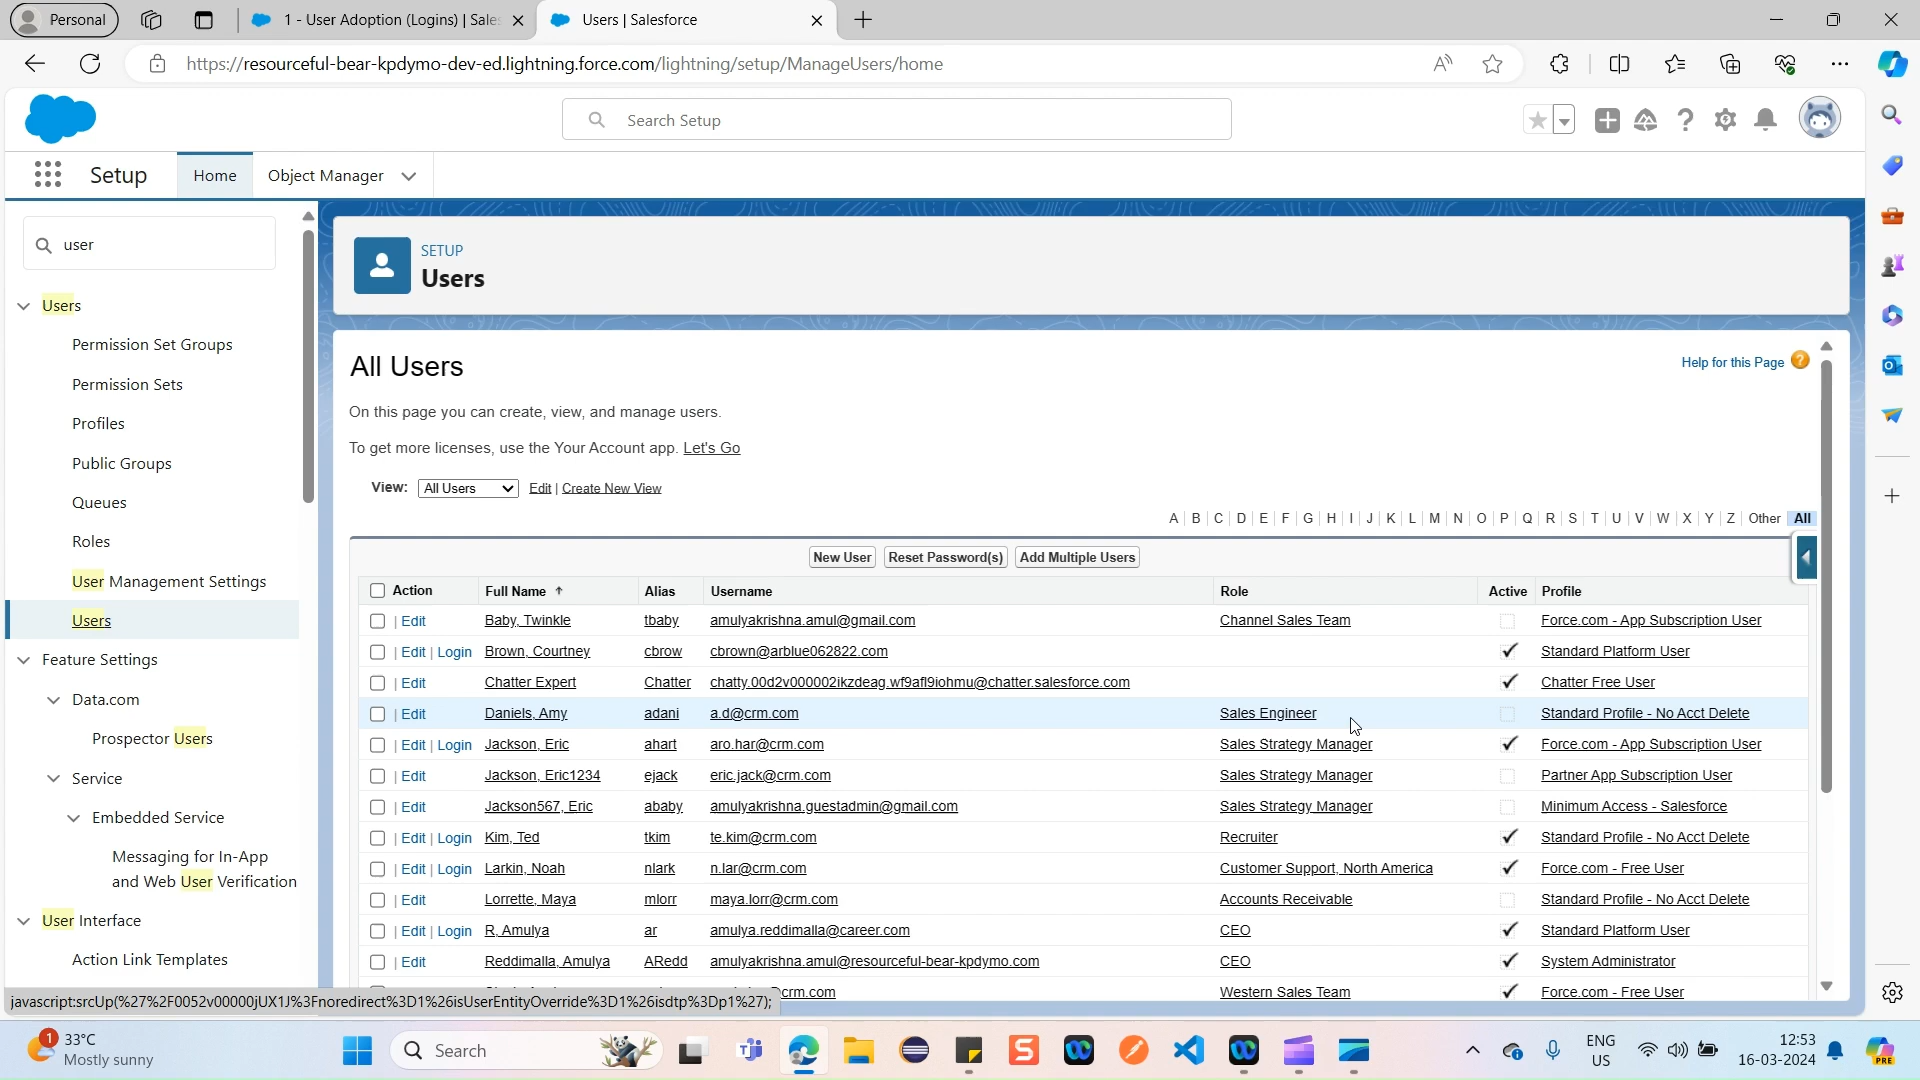 Personal
1 - User Adoption (Logins) | Sales
Users | Salesforce
https://resourceful-bear-kpdymo-dev-ed.lightning.force.com/lightning/setup/ManageUsers/home
Search Setup
Setup
Home
Object Manager
user
Users
Permission Set Groups
Permission Sets
Profiles
Public Groups
Queues
Roles
User Management Settings
Users
Feature Settings
Data.com
Prospector Users
Service
Embedded Service
Messaging for In-App
and Web User Verification
User Interface
Action Link Templates
SETUP
Users
All Users
Help for this Page ?
On this page you can create, view, and manage users.
To get more licenses, use the Your Account app. Let's Go
View: All Users Edit | Create New View
A | B | C | D | E | F | G | H | I | J | K | L | M | N | O | P | Q | R | S | T | U | V | W | X | Y | Z | Other | All
New User Reset Password(s) Add Multiple Users
Action Full Name ↑ Alias Username Role Active Profile
| Edit Baby, Twinkle tbaby amulyakrishna.amul@gmail.com Channel Sales Team Force.com - App Subscription User
| Edit | Login Brown, Courtney cbrow cbrown@arblue062822.com Standard Platform User
| Edit Chatter Expert Chatter chatty.00d2v000002ikzdeag.wf9afl9iohmu@chatter.salesforce.com Chatter Free User
| Edit Daniels, Amy adani a.d@crm.com Sales Engineer Standard Profile - No Acct Delete
| Edit | Login Jackson, Eric ahart aro.har@crm.com Sales Strategy Manager Force.com - App Subscription User
| Edit Jackson, Eric1234 ejack eric.jack@crm.com Sales Strategy Manager Partner App Subscription User
| Edit Jackson567, Eric ababy amulyakrishna.guestadmin@gmail.com Sales Strategy Manager Minimum Access - Salesforce
| Edit | Login Kim, Ted tkim te.kim@crm.com Recruiter Standard Profile - No Acct Delete
| Edit | Login Larkin, Noah nlark n.lar@crm.com Customer Support, North America Force.com - Free User
| Edit Lorrette, Maya mlorr maya.lorr@crm.com Accounts Receivable Standard Profile - No Acct Delete
| Edit | Login R, Amulya ar amulya.reddimalla@career.com CEO Standard Platform User
| Edit Reddimalla, Amulya ARedd amulyakrishna.amul@resourceful-bear-kpdymo.com CEO System Administrator
@crm.com Western Sales Team Force.com - Free User
javascript:srcUp(%27%2F0052v00000jUX1J%3Fnoredirect%3D1%26isUserEntityOverride%3D1%26isdtp%3Dp1%27);
1
33°C
Mostly sunny
Search
ENG
US
12:53
16-03-2024
PRE